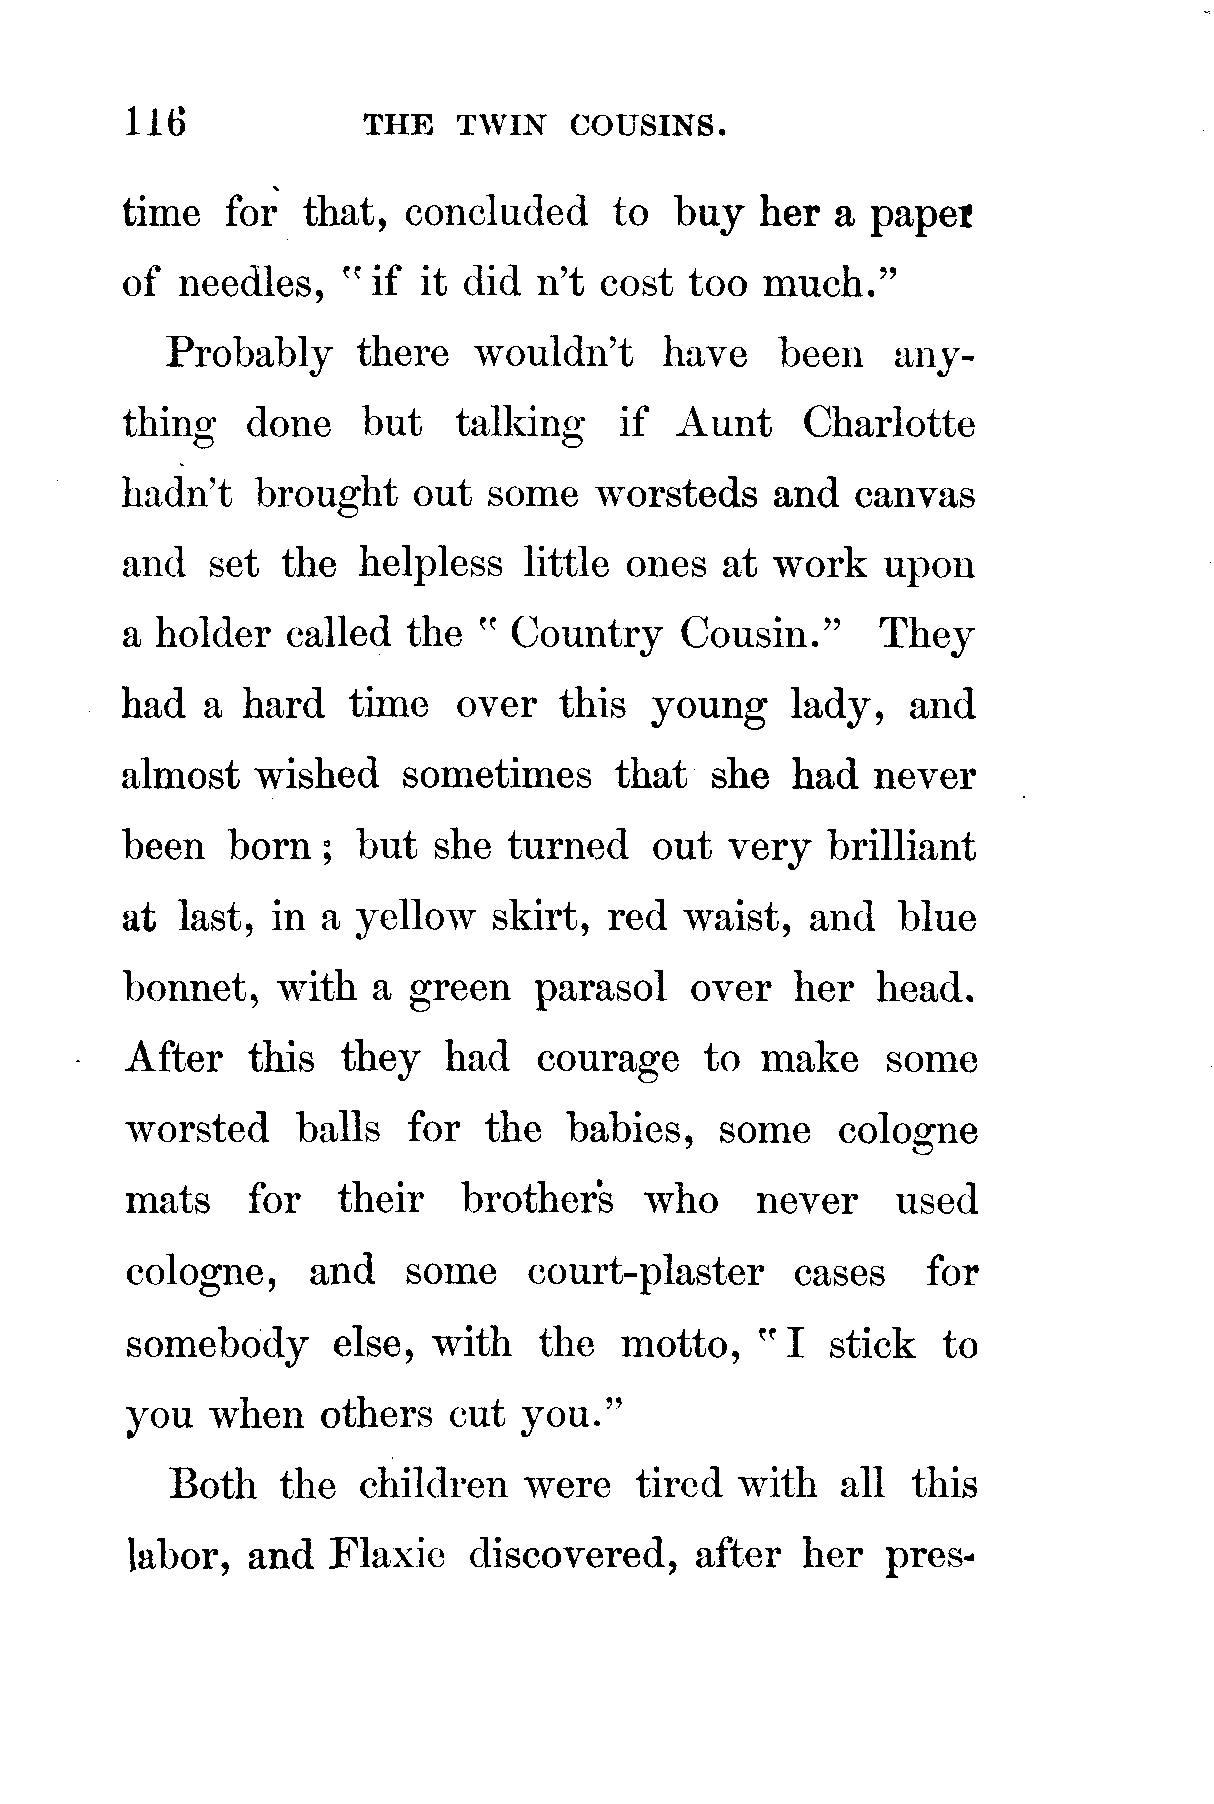 116 THE TWIN COUSINS.
time for that, concluded to buy her a paper
of needles, "if it did n't cost too much."
Probably there wouldn't have been any-
thing done but talking if Aunt Charlotte
hadn't brought out some worsteds and canvas
and set the helpless little ones at work upon
a holder called the "Country Cousin." They
had a hard time over this young lady, and
almost wished sometimes that she had never
been born; but she turned out very brilliant
at last, in a yellow skirt, red waist, and blue
bonnet, with a green parasol over her head.
After this they had courage to make some
worsted balls for the babies, some cologne
mats for their brothers who never used
cologne, and some court-plaster cases for
somebody else, with the motto, "I stick to
you when others cut you."
Both the children were tired with all this
labor, and Flaxie discovered, after her pres-